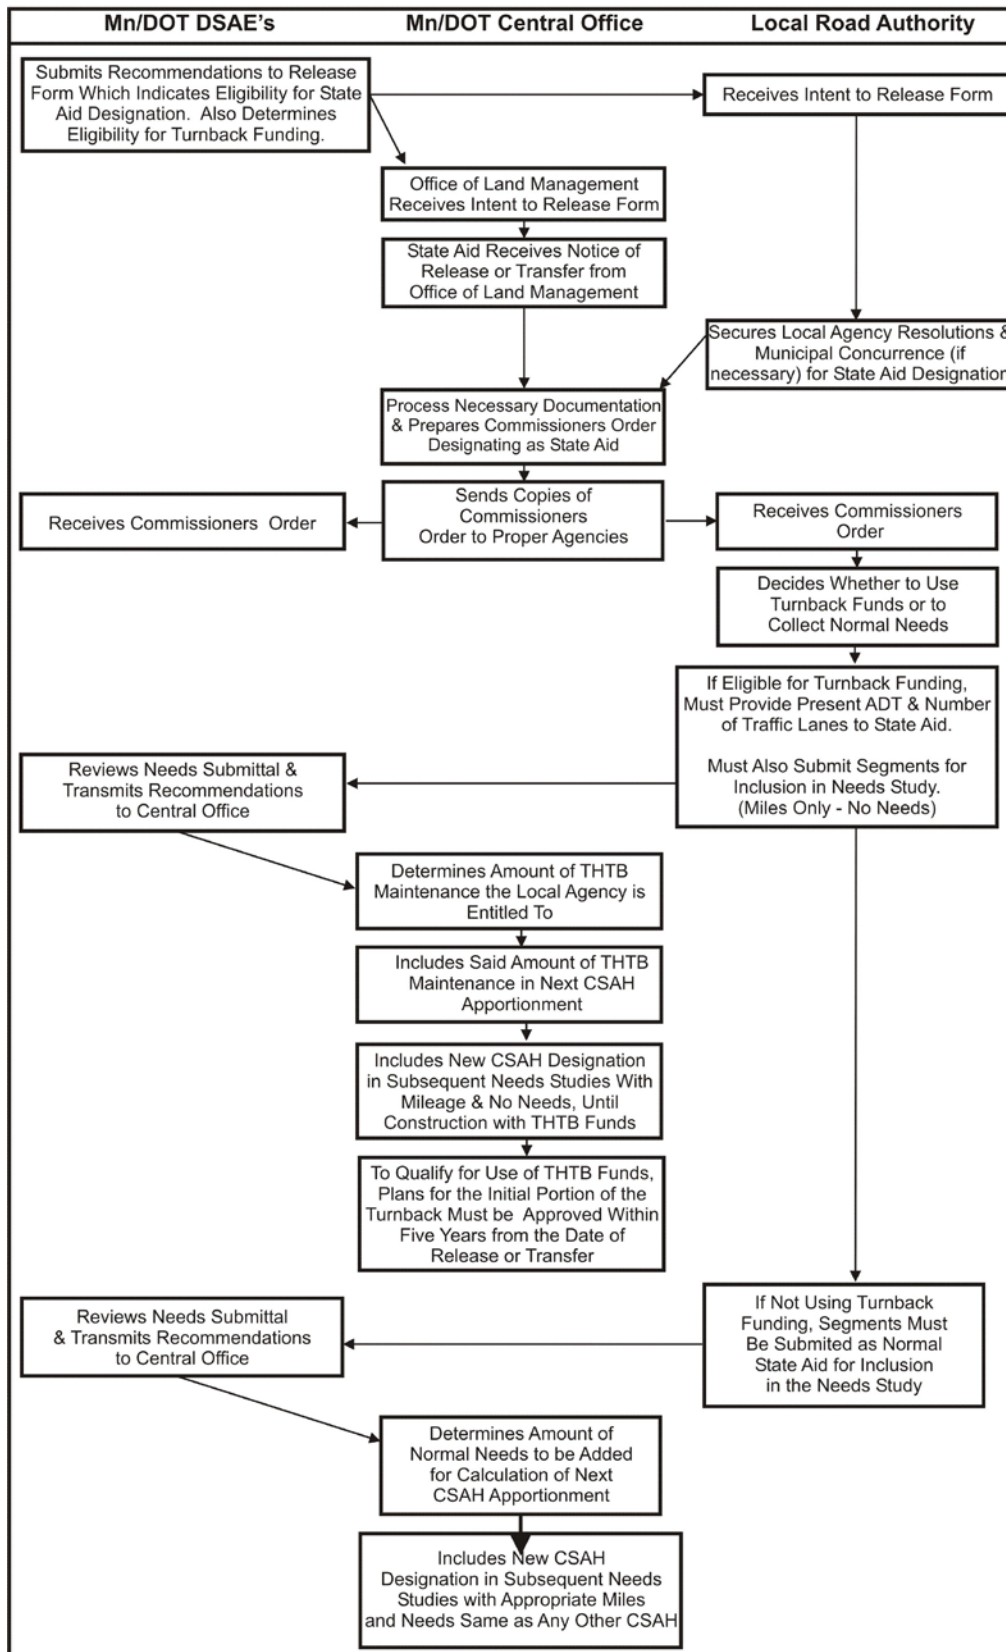 Mn/DOT DSAE's
Mn/DOT Central Office
Local Road Authority
Submits Recommendations to Release
Form Which Indicates Eligibility for State
Aid Designation. Also Determines
Eligibility for Turnback Funding.
Receives Intent to Release Form
Office of Land Management
Receives Intent to Release Form
State Aid Receives Notice of
Release or Transfer from
Office of Land Management
Secures Local Agency Resolutions &
Municipal Concurrence (if
necessary) for State Aid Designation
Process Necessary Documentation
& Prepares Commissioners Order
Designating as State Aid
Receives Commissioners Order
Sends Copies of
Commissioners
Order to Proper Agencies
Receives Commissioners
Order
Decides Whether to Use
Turnback Funds or to
Collect Normal Needs
If Eligible for Turnback Funding,
Must Provide Present ADT & Number
of Traffic Lanes to State Aid.
Must Also Submit Segments for
Inclusion in Needs Study.
(Miles Only - No Needs)
Reviews Needs Submittal &
Transmits Recommendations
to Central Office
Determines Amount of THTB
Maintenance the Local Agency is
Entitled To
Includes Said Amount of THTB
Maintenance in Next CSAH
Apportionment
Includes New CSAH Designation
in Subsequent Needs Studies With
Mileage & No Needs, Until
Construction with THTB Funds
To Qualify for Use of THTB Funds,
Plans for the Initial Portion of the
Turnback Must be Approved Within
Five Years from the Date of
Release or Transfer
Reviews Needs Submittal
& Transmits Recommendations
to Central Office
If Not Using Turnback
Funding, Segments Must
Be Submited as Normal
State Aid for Inclusion
in the Needs Study
Determines Amount of
Normal Needs to be Added
for Calculation of Next
CSAH Apportionment
Includes New CSAH
Designation in Subsequent Needs
Studies with Appropriate Miles
and Needs Same as Any Other CSAH